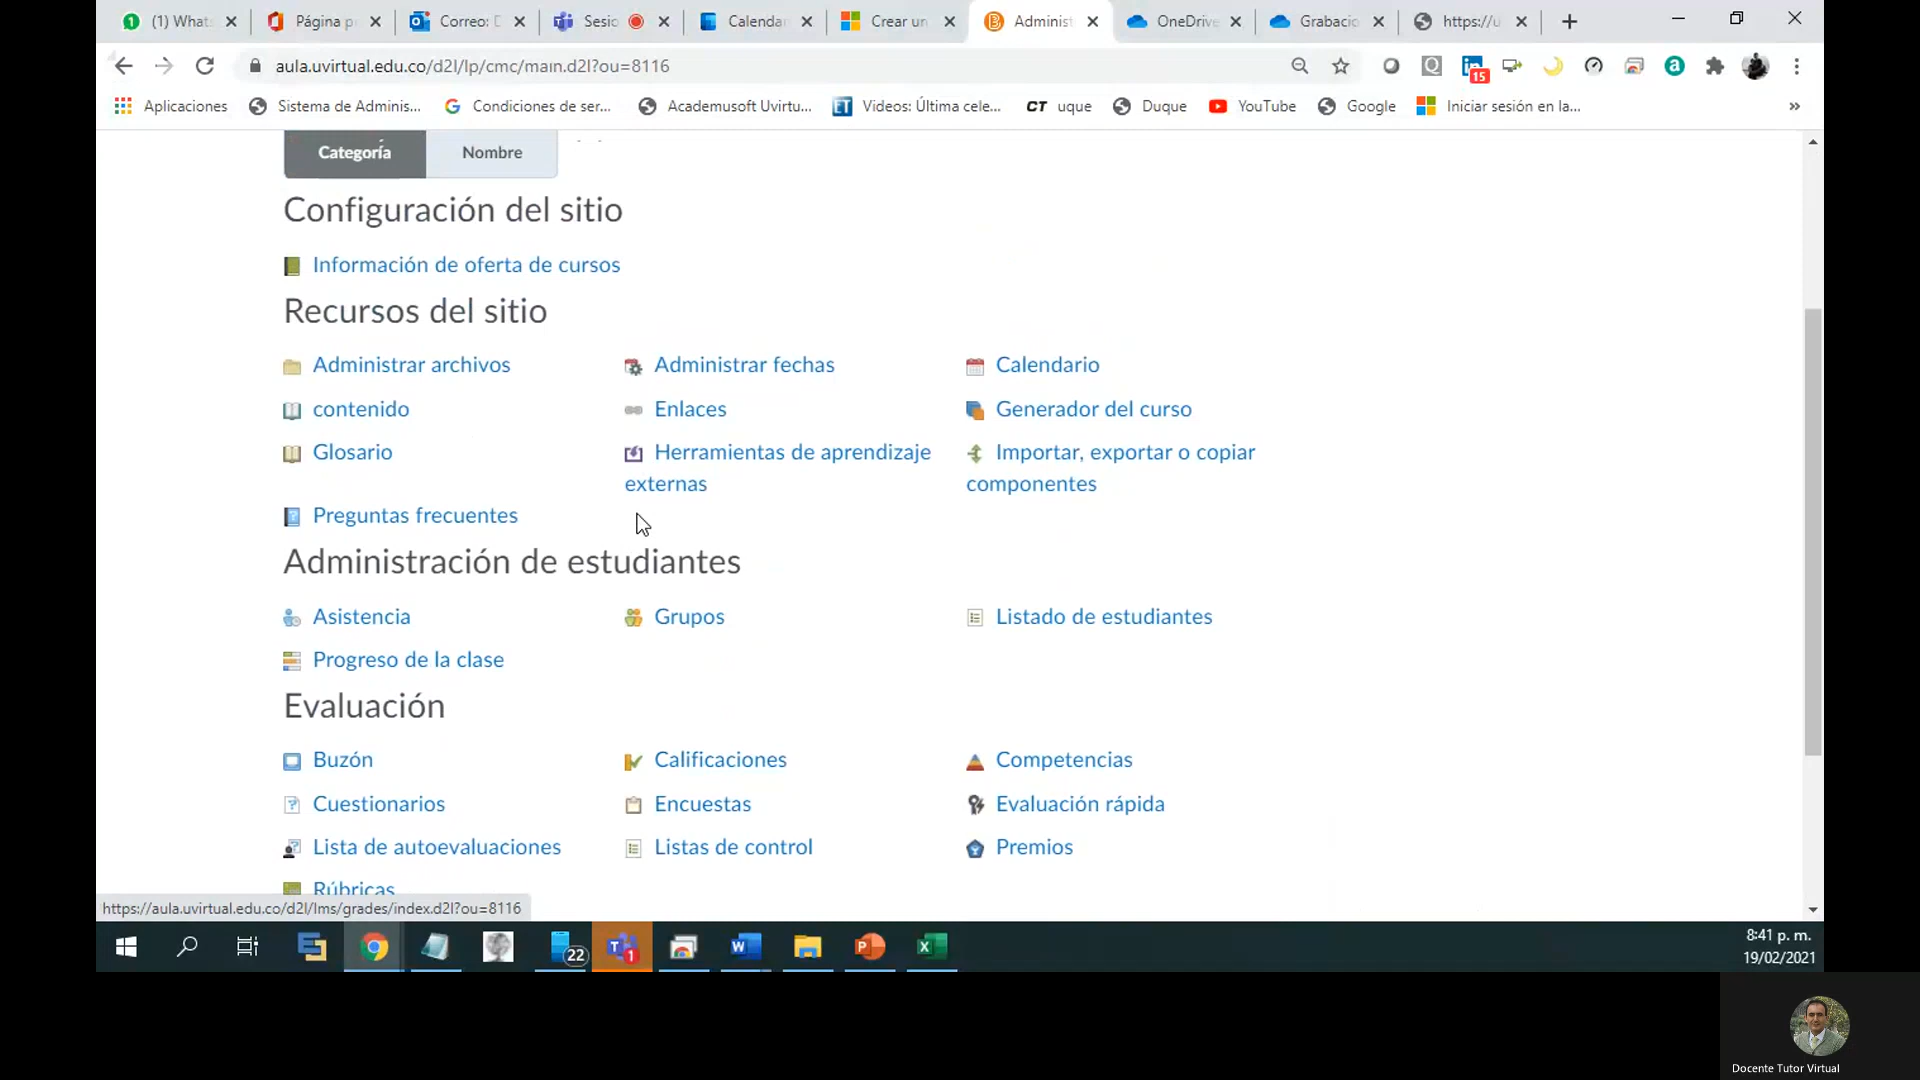 (1) Whats
Página p
Correo: D
Sesio
Calendar
Crear un
Administ
OneDrive
Grabacio
https://u
aula.uvirtual.edu.co/d2l/lp/cmc/main.d2l?ou=8116
15
Aplicaciones
Sistema de Adminis...
Condiciones de ser...
Academusoft Uvirtu...
ET Videos: Última cele...
CT uque
Duque
YouTube
Google
Iniciar sesión en la...
»
Categoría
Nombre
Configuración del sitio
Información de oferta de cursos
Recursos del sitio
Administrar archivos
Administrar fechas
Calendario
contenido
Enlaces
Generador del curso
Glosario
Herramientas de aprendizaje
externas
Importar, exportar o copiar
componentes
Preguntas frecuentes
Administración de estudiantes
Asistencia
Grupos
Listado de estudiantes
Progreso de la clase
Evaluación
Buzón
Calificaciones
Competencias
Cuestionarios
Encuestas
Evaluación rápida
Lista de autoevaluaciones
Listas de control
Premios
Rúbricas
https://aula.uvirtual.edu.co/d2l/lms/grades/index.d2l?ou=8116
22
1
8:41 p. m.
19/02/2021
Docente Tutor Virtual